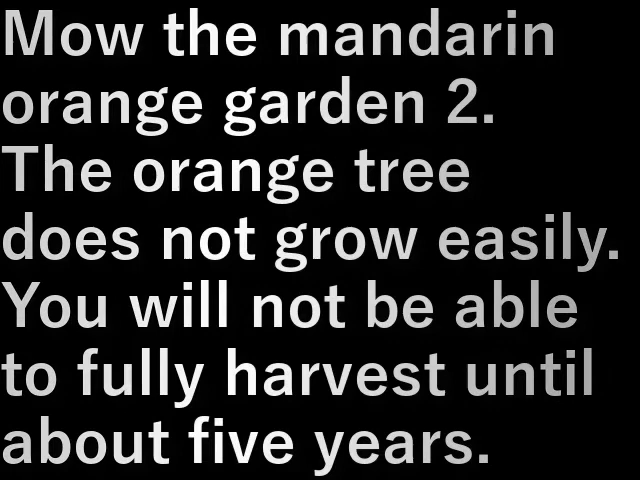 Mow the mandarin
orange garden 2.
The orange tree
does not grow easily.
You will not be able
to fully harvest until
about five years.